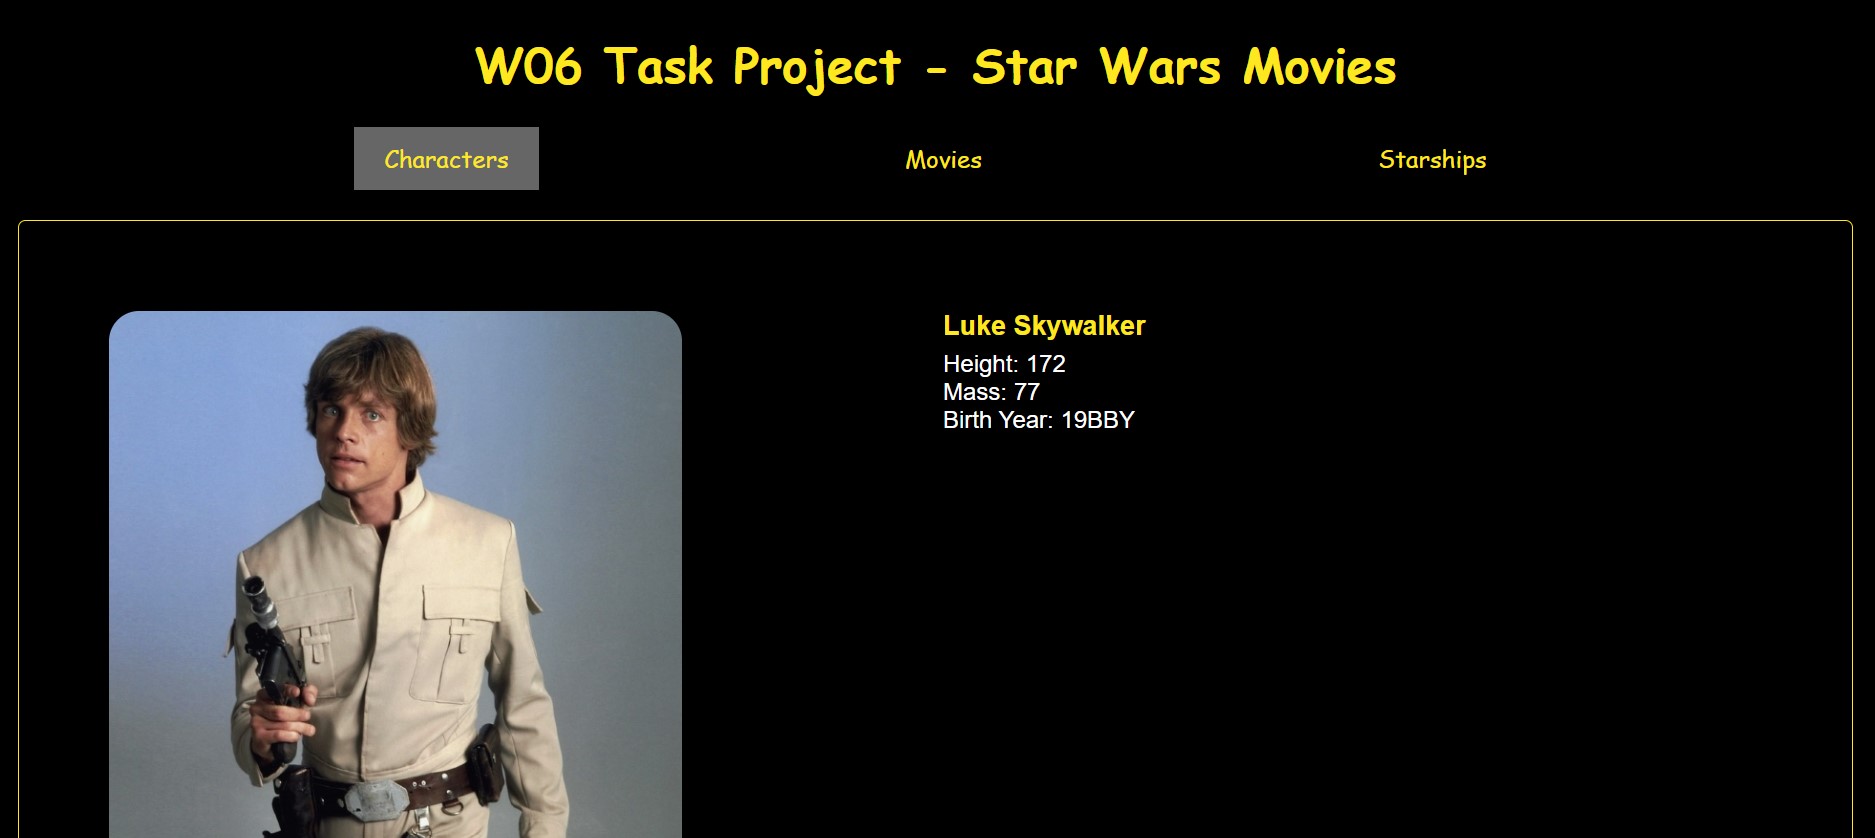 W06 Task Project - Star Wars Movies
Characters
Movies
Starships
Luke Skywalker
Height: 172
Mass: 77
Birth Year: 19BBY